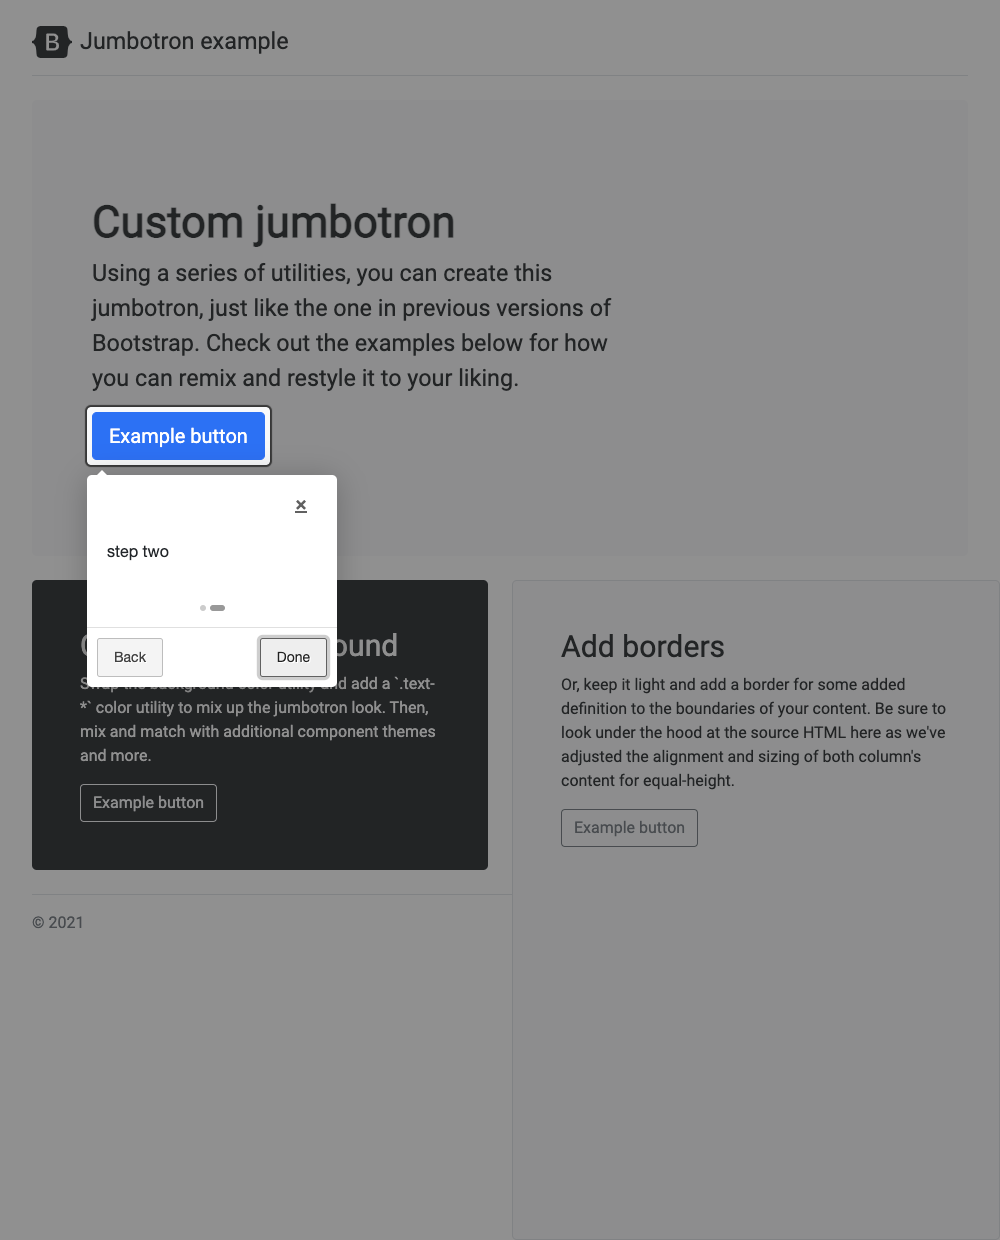 B Jumbotron example
Custom jumbotron
Using a series of utilities, you can create this
jumbotron, just like the one in previous versions of
Bootstrap. Check out the examples below for how
you can remix and restyle it to your liking.
Example button
×
step two
Back
Done
and add a `.text-
*` color utility to mix up the jumbotron look. Then,
mix and match with additional component themes
and more.
Example button
Add borders
Or, keep it light and add a border for some added
definition to the boundaries of your content. Be sure to
look under the hood at the source HTML here as we've
adjusted the alignment and sizing of both column's
content for equal-height.
Example button
© 2021